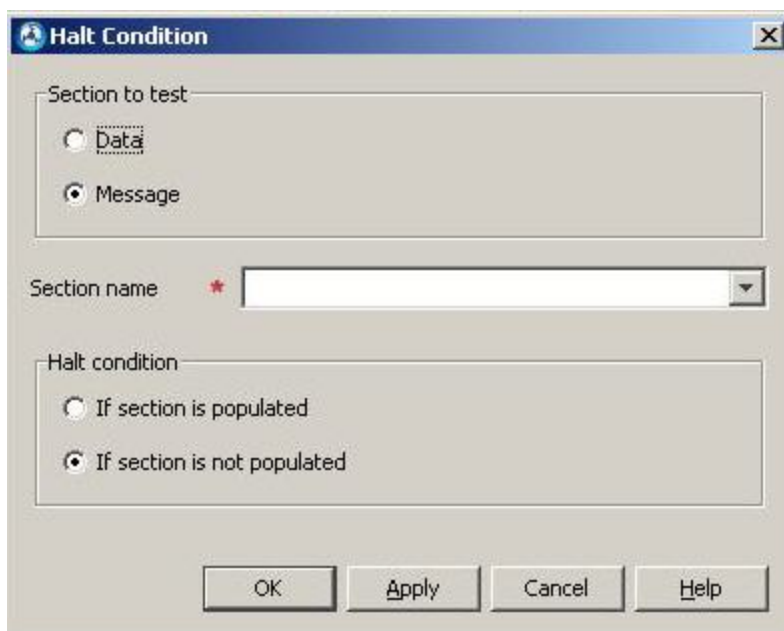 Halt Condition
Section to test
Data
Message
Section name *
Halt condition
If section is populated
If section is not populated
OK Apply Cancel Help